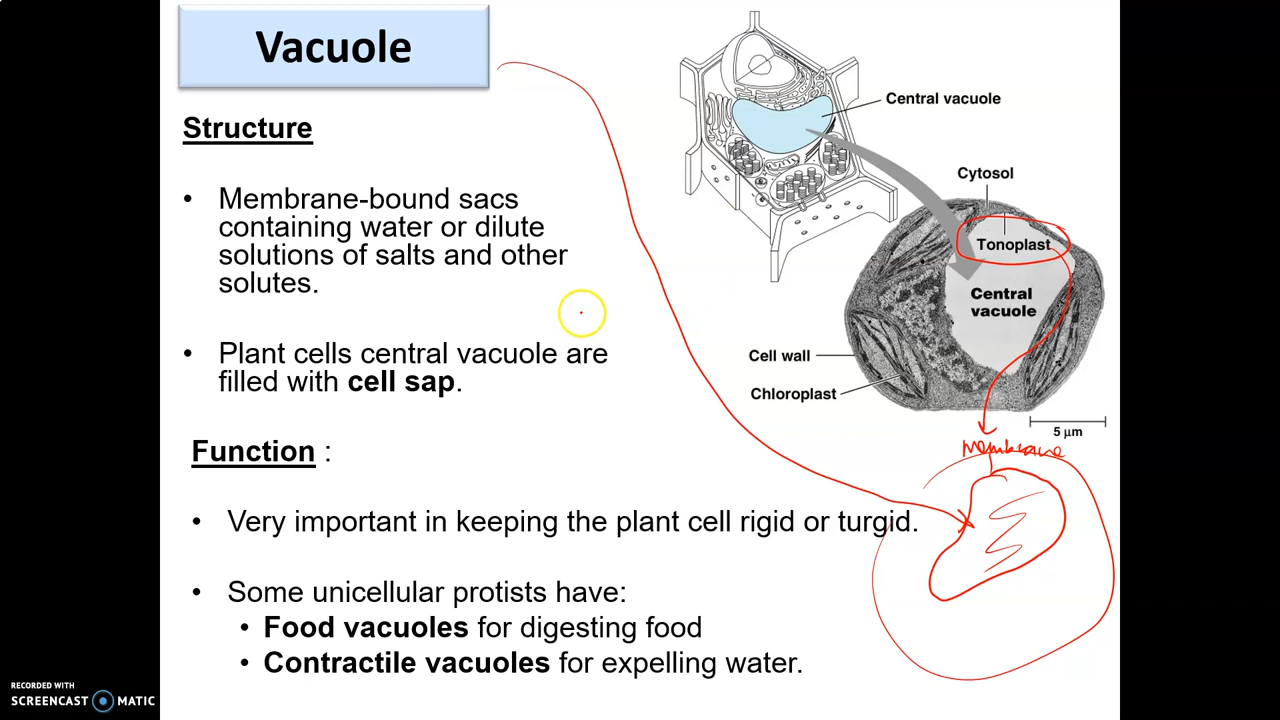 Vacuole
Structure
• Membrane-bound sacs
containing water or dilute
solutions of salts and other
solutes.
• Plant cells central vacuole are
filled with cell sap.
Function :
• Very important in keeping the plant cell rigid or turgid.
• Some unicellular protists have:
• Food vacuoles for digesting food
• Contractile vacuoles for expelling water.
Central vacuole
Cytosol
Tonoplast
Central
vacuole
Cell wall
Chloroplast
5 µm
Membrane
RECORDED WITH
SCREENCAST MATIC